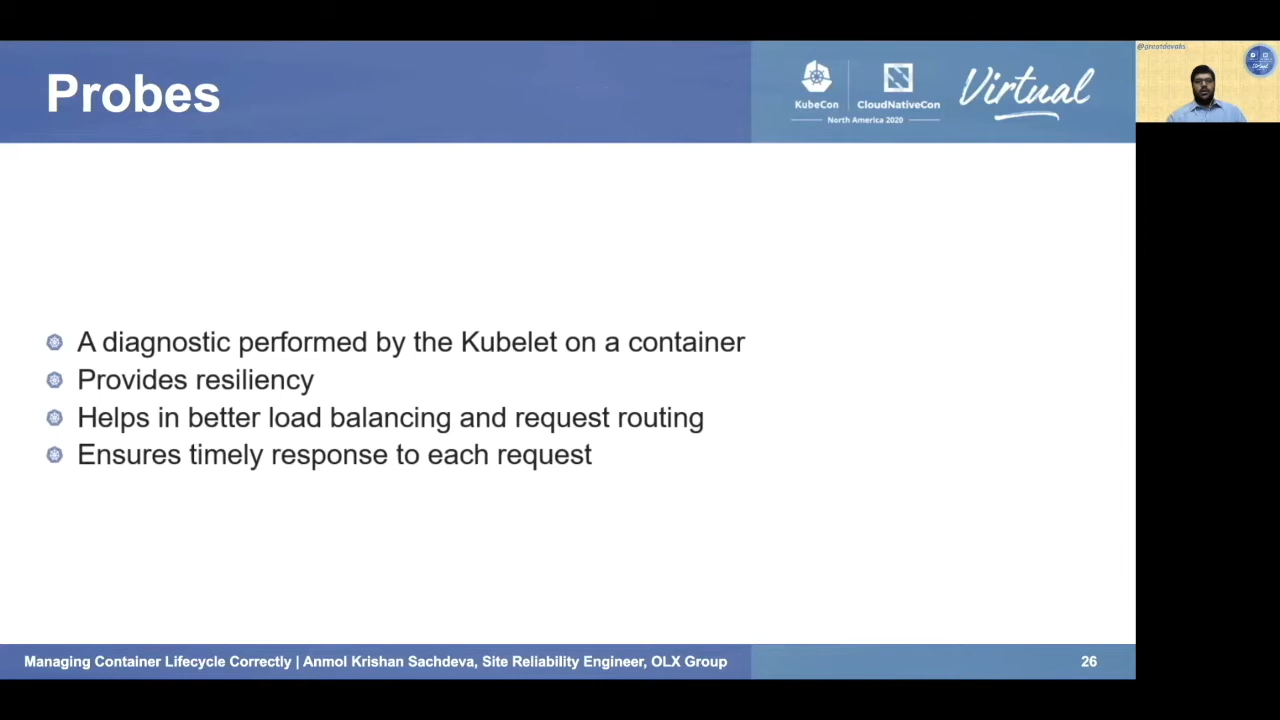 Probes
KubeCon
CloudNativeCon
North America 2020
Virtual
@greatdevaks
A diagnostic performed by the Kubelet on a container
Provides resiliency
Helps in better load balancing and request routing
Ensures timely response to each request
Managing Container Lifecycle Correctly | Anmol Krishan Sachdeva, Site Reliability Engineer, OLX Group
26